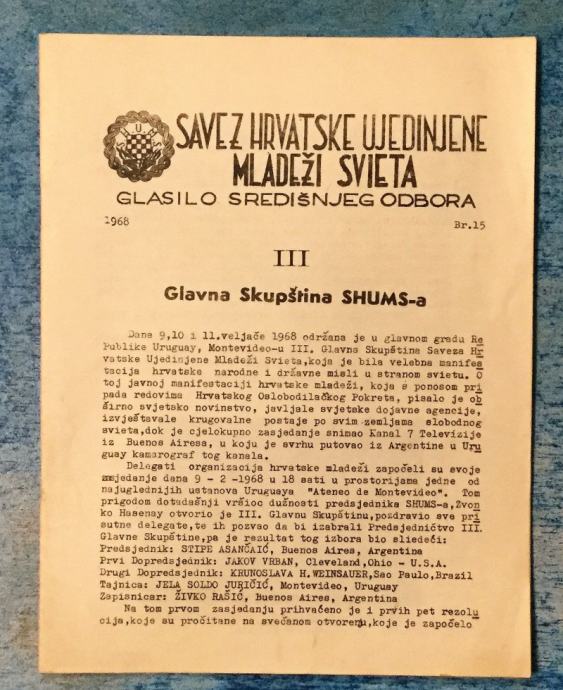 S.H.U.M.S
SAVEZ HRVATSKE UJEDINJENE
MLADEŽI SVIETA
GLASILO SREDIŠNJEG ODBORA
1968 Br.15
III
Glavna Skupština SHUMS-a
Dana 9,10 i 11.veljače 1968 održana je u glavnom gradu Re
Publike Uruguay, Montevideo-u III. Glavna Skupština Saveza Hr
vatske Ujedinjene Mladeži Svieta,koja je bila velebna manifes
tacija hrvatske narodne i državne misli u stranom svietu. O
toj javnoj manifestaciji hrvatske mladeži, koja s ponosom pri
pada redovima Hrvatskog Oslobodilačkog Pokreta, pisalo je ob
širno svjetsko novinstvo, javljale svjetske dojavne agencije,
izvještavale krugovalne postaje po svim zemljama slobodnog
svieta,dok je cjelokupno zasjedanje snimao Kanal 7 Televizije
iz Buenos Airesa, u koju je svrhu putovao iz Argentine u Uru
guay kamarograf tog kanala.
Delegati organizacija hrvatske mladeži započeli su svoje
zasjedanje dana 9 - 2 -1968 u 18 sati u prostorijama jedne od
najuglednijih ustanova Uruguaya "Ateneo de Montevideo". Tom
prigodom dotadašnji vršioc dužnosti predsjednika SHUMS-a,Zvon
ko Hasenay otvorio je III. Glavnu Skupštinu,pozdravio sve pri
sutne delegate,te ih pozvao da bi izabrali Predsjedničtvo III.
Glavne Skupštine,pa je rezultat tog izbora bio sliedeći:
Predsjednik: STIPE ASANČAIĆ, Buenos Aires, Argentina
Prvi Dopredsjednik: JAKOV VRBAN, Cleveland,Ohio - U.S.A.
Drugi Dopredsjednik: KRUNOSLAVA H.WEINSAUER,Sao Paulo,Brazil
Tajnica: JELA SOLDO JURIČIĆ, Montevideo, Uruguay
Zapisnicar: ŽIVKO RAŠIĆ, Buenos Aires, Argentina
Na tom prvom zasjedanju prihvaćeno je i prvih pet rezolu
cija,koje su pročitane na svečanom otvorenju,koje je započelo